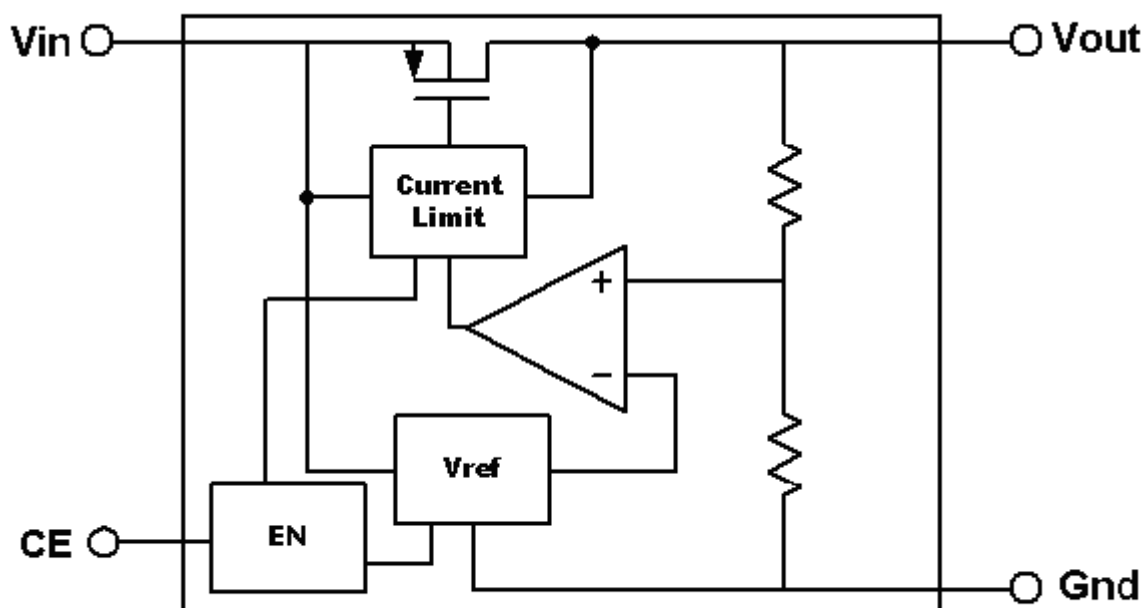 Vin
Vout
Current
Limit
+
−
Vref
EN
CE
Gnd